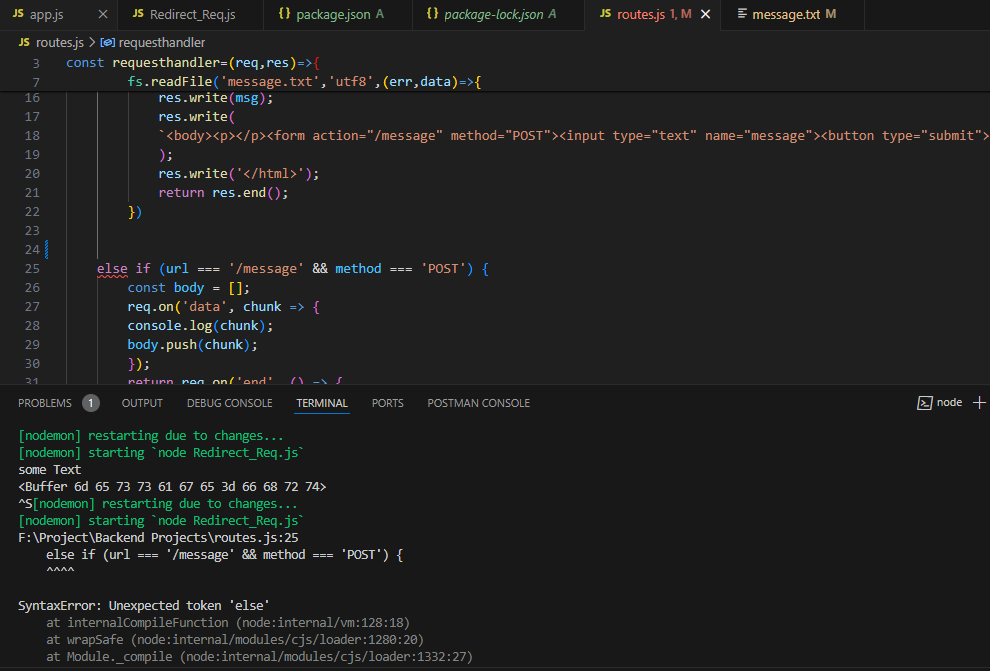 JS app.js × JS Redirect_Req.js {} package.json A {} package-lock.json A JS routes.js 1, M × message.txt M
JS routes.js > requesthandler
3 const requesthandler=(req,res)=>{
7 fs.readFile('message.txt','utf8',(err,data)=>{
16 res.write(msg);
17 res.write(
18 `<body><p></p><form action="/message" method="POST"><input type="text" name="message"><button type="submit">
19 );
20 res.write('</html>');
21 return res.end();
22 })
23
24
25 else if (url === '/message' && method === 'POST') {
26 const body = [];
27 req.on('data', chunk => {
28 console.log(chunk);
29 body.push(chunk);
30 });
31 return req.on('end', () => {
PROBLEMS 1 OUTPUT DEBUG CONSOLE TERMINAL PORTS POSTMAN CONSOLE node +
[nodemon] restarting due to changes...
[nodemon] starting `node Redirect_Req.js`
some Text
<Buffer 6d 65 73 73 61 67 65 3d 66 68 72 74>
^S[nodemon] restarting due to changes...
[nodemon] starting `node Redirect_Req.js`
F:\Project\Backend Projects\routes.js:25
else if (url === '/message' && method === 'POST') {
^^^^
SyntaxError: Unexpected token 'else'
at internalCompileFunction (node:internal/vm:128:18)
at wrapSafe (node:internal/modules/cjs/loader:1280:20)
at Module._compile (node:internal/modules/cjs/loader:1332:27)